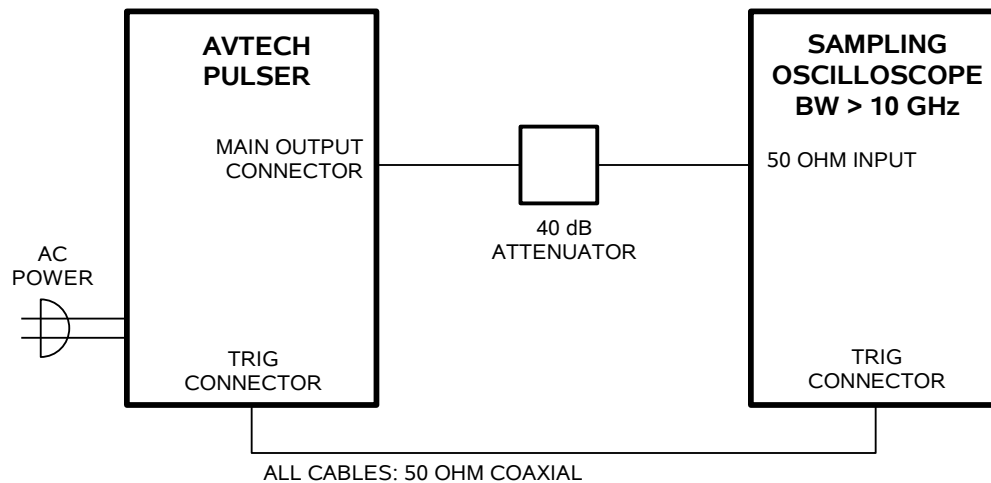 AVTECH
PULSER
SAMPLING
OSCILLOSCOPE
BW > 10 GHz
MAIN OUTPUT
CONNECTOR
50 OHM INPUT
40 dB
ATTENUATOR
AC
POWER
TRIG
CONNECTOR
TRIG
CONNECTOR
ALL CABLES: 50 OHM COAXIAL